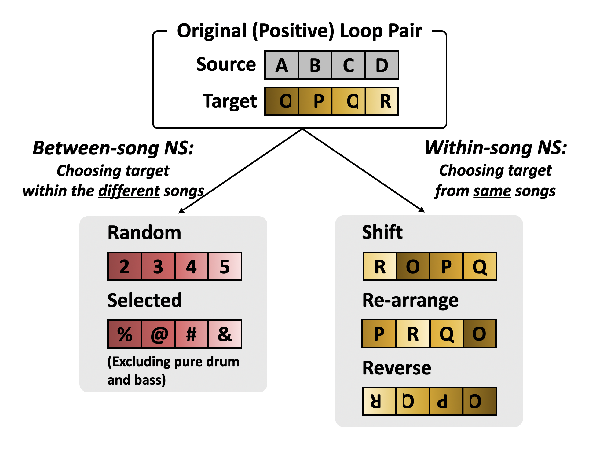 Original (Positive) Loop Pair
Source A B C D
Target O P Q R
Between-song NS:
Choosing target
within the different songs
Within-song NS:
Choosing target
from same songs
Random
2 3 4 5
Selected
% @ # &
(Excluding pure drum
and bass)
Shift
R O P Q
Re-arrange
P R Q O
Reverse
R Q P O